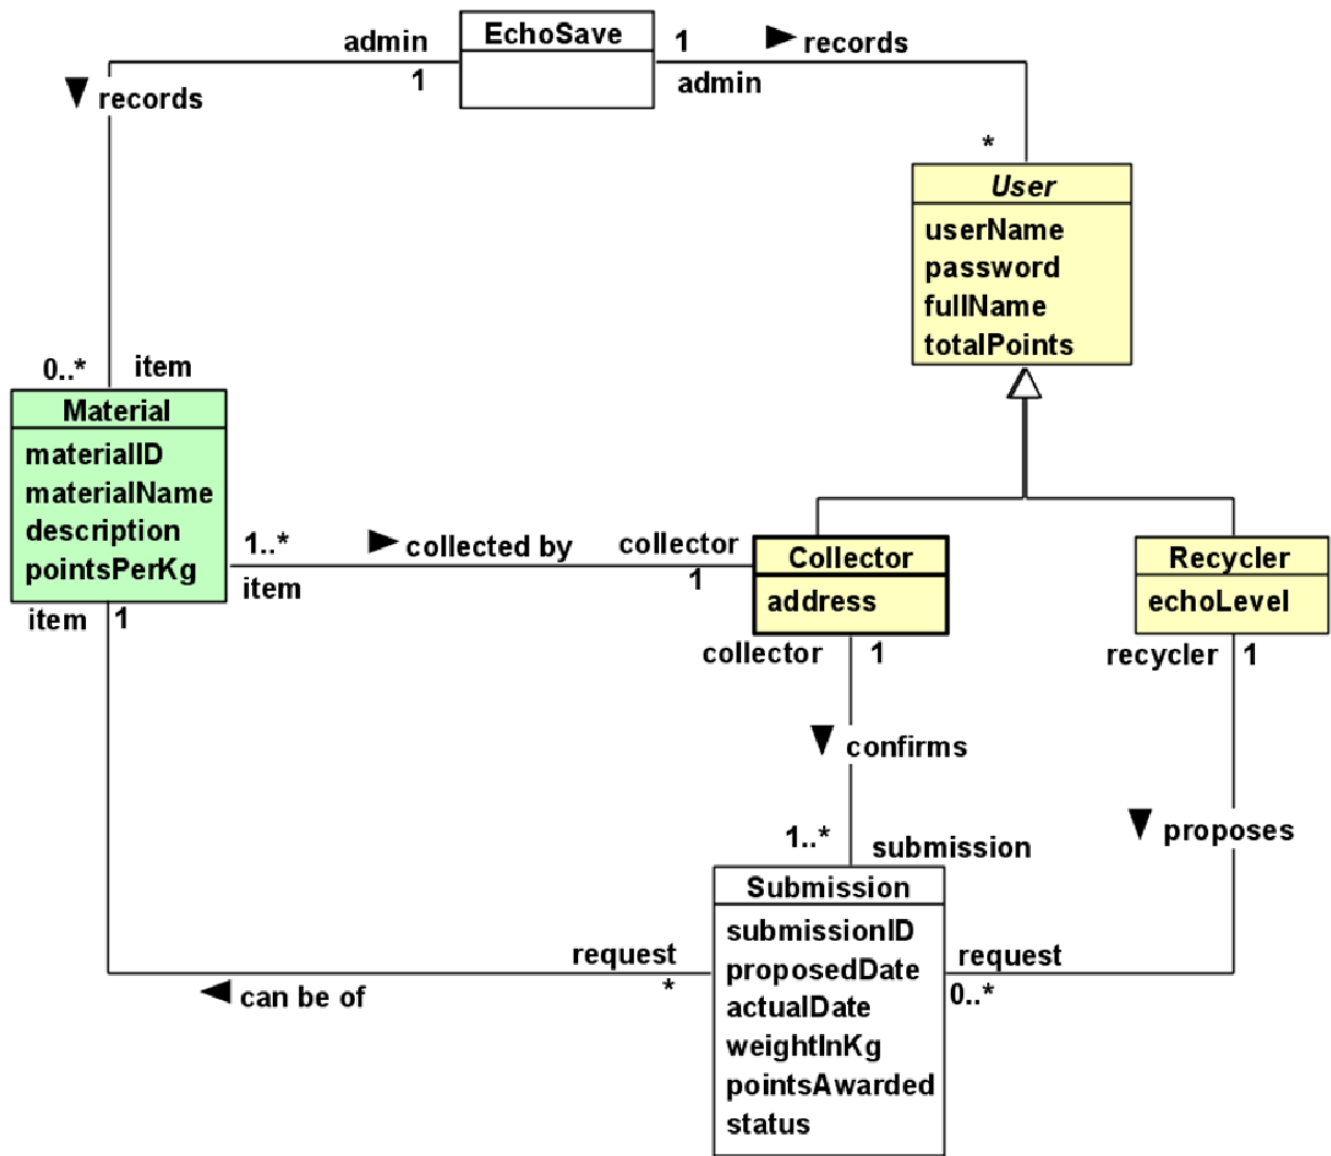 EchoSave
admin
1
records
1
records
admin
*
User
userName
password
fullName
totalPoints
0..*
item
Material
materialID
materialName
description
pointsPerKg
1..*
collected by
collector
item
1
Collector
address
Recycler
echoLevel
item
1
collector
1
recycler
1
confirms
proposes
1..*
submission
Submission
submissionID
proposedDate
actualDate
weightInKg
pointsAwarded
status
request
*
can be of
request
0..*